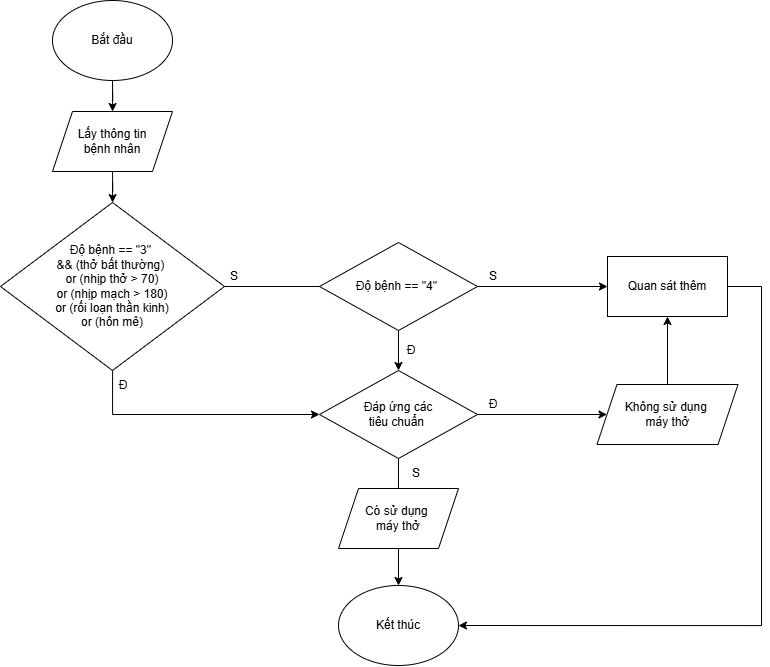 Bắt đầu
Lấy thông tin
bệnh nhân
Độ bệnh == "3"
&& (thở bất thường)
or (nhịp thở > 70)
or (nhịp mạch > 180)
or (rối loạn thần kinh)
or (hôn mê)
S
Độ bệnh == "4"
S
Quan sát thêm
Đ
Đ
Đáp ứng các
tiêu chuẩn
Đ
Không sử dụng
máy thở
S
Có sử dụng
máy thở
Kết thúc